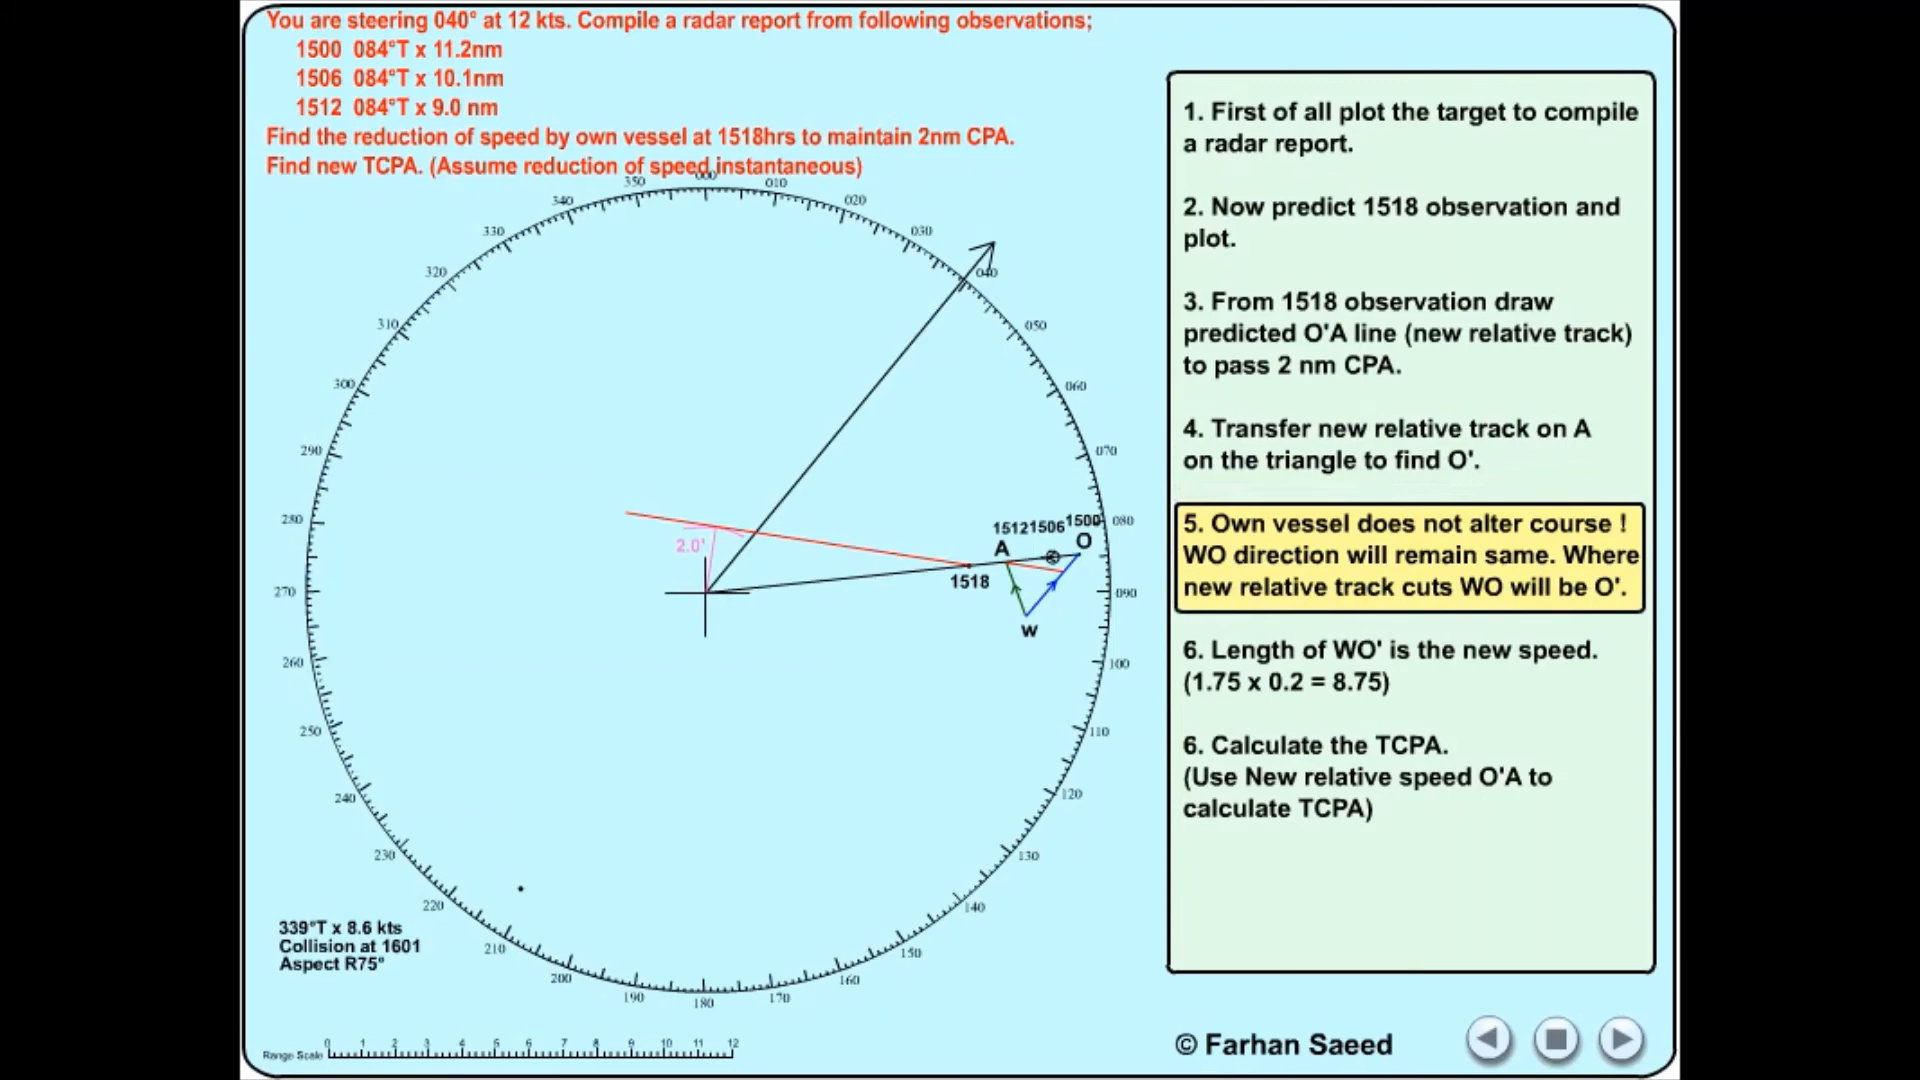 You are steering 040° at 12 kts. Compile a radar report from following observations;
1500 084°T x 11.2nm
1506 084°T x 10.1nm
1512 084°T x 9.0 nm
Find the reduction of speed by own vessel at 1518hrs to maintain 2nm CPA.
Find new TCPA. (Assume reduction of speed instantaneous)
000
010
020
030
040
050
060
070
080
090
100
110
120
130
140
150
160
170
180
190
200
210
220
230
240
250
260
270
280
290
300
310
320
330
340
350
2.0'
1512
1506
1500
A
O
1518
W
339°T x 8.6 kts
Collision at 1601
Aspect R75°
Range Scale 0 1 2 3 4 5 6 7 8 9 10 11 12
1. First of all plot the target to compile
a radar report.
2. Now predict 1518 observation and
plot.
3. From 1518 observation draw
predicted O'A line (new relative track)
to pass 2 nm CPA.
4. Transfer new relative track on A
on the triangle to find O'.
5. Own vessel does not alter course !
WO direction will remain same. Where
new relative track cuts WO will be O'.
6. Length of WO' is the new speed.
(1.75 x 0.2 = 8.75)
6. Calculate the TCPA.
(Use New relative speed O'A to
calculate TCPA)
© Farhan Saeed